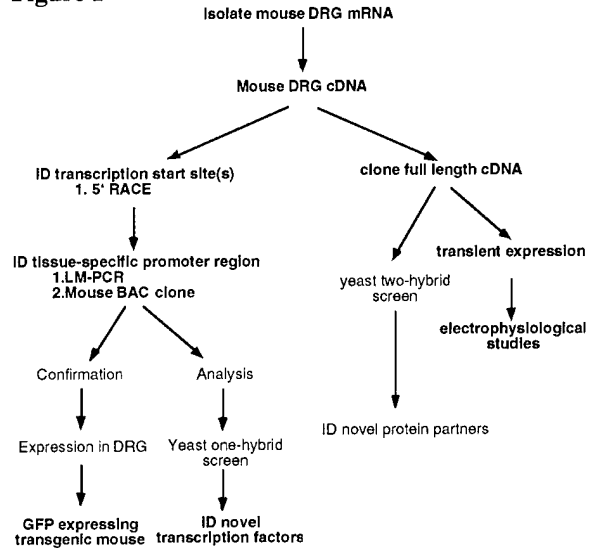 Isolate mouse DRG mRNA
Mouse DRG cDNA
ID transcription start site(s)
1. 5' RACE
clone full length cDNA
ID tissue-specific promoter region
1.LM-PCR
2.Mouse BAC clone
yeast two-hybrid
screen
transient expression
electrophysiological
studies
Confirmation
Analysis
ID novel protein partners
Expression in DRG
Yeast one-hybrid
screen
GFP expressing
transgenic mouse
ID novel
transcription factors